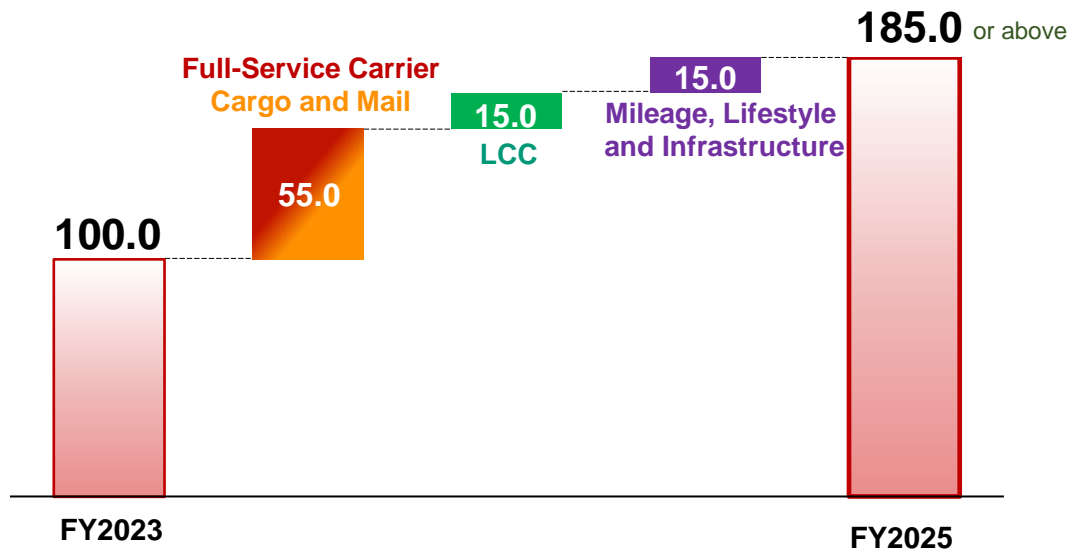 185.0 or above
Full-Service Carrier
Cargo and Mail
15.0
Mileage, Lifestyle
and Infrastructure
15.0
LCC
55.0
100.0
FY2023
FY2025